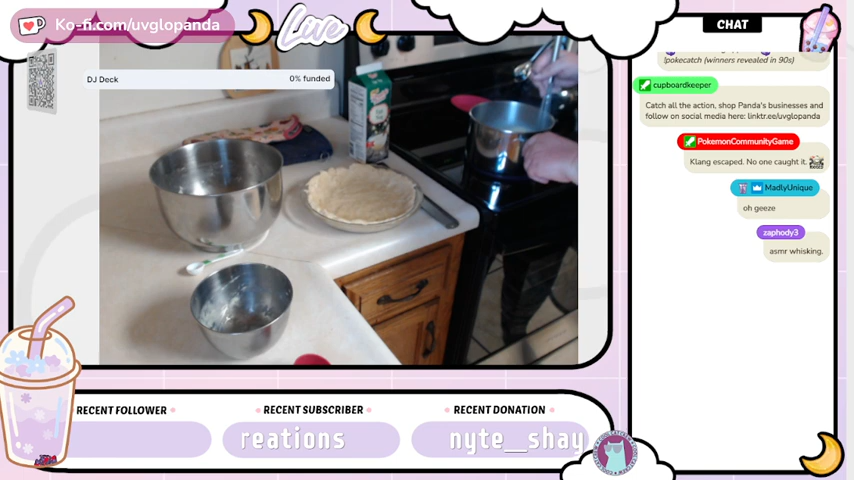 Ko-fi.com/uvglopanda
Live
CHAT
DJ Deck
0% funded
!pokecatch (winners revealed in 90s)
cupboardkeeper
Catch all the action, shop Panda's businesses and
follow on social media here: linktr.ee/uvglopanda
PokemonCommunityGame
Klang escaped. No one caught it.
MadlyUnique
oh geeze
zaphody3
asmr whisking.
RECENT FOLLOWER
RECENT SUBSCRIBER
RECENT DONATION
reations
nyte__shay